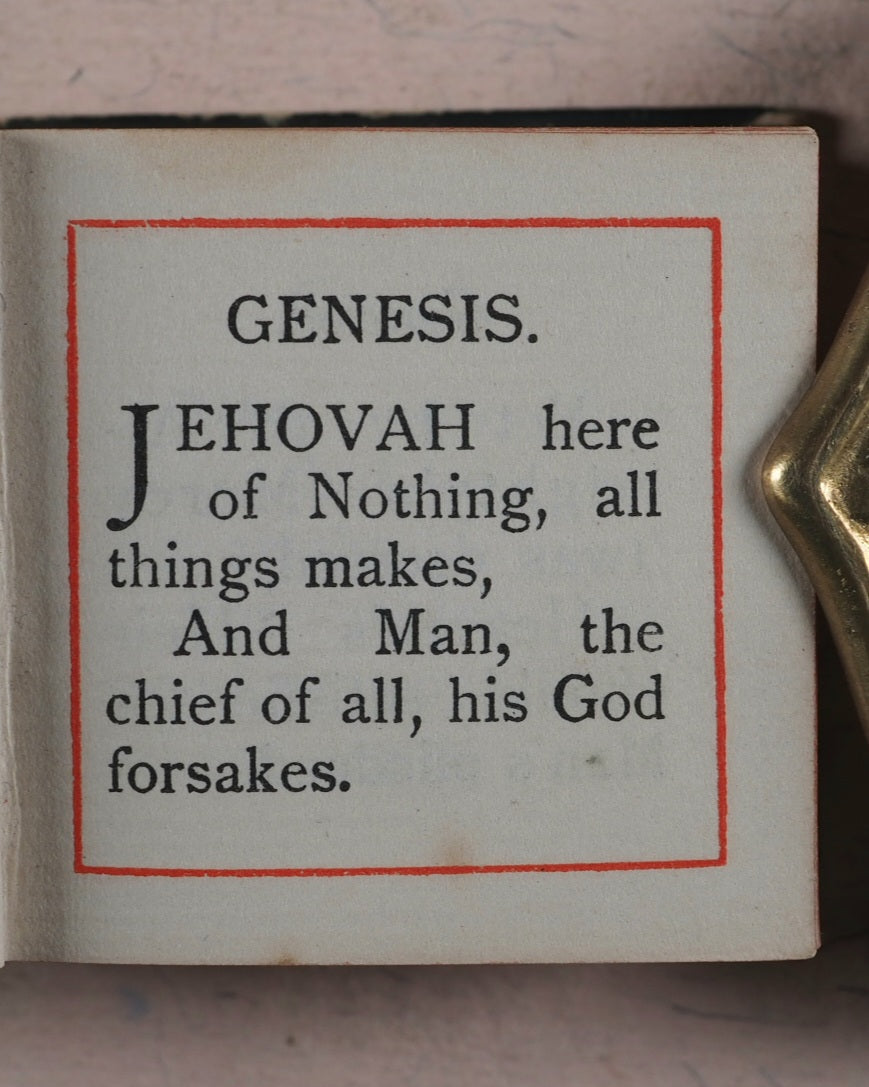 GENESIS.
JEHOVAH here
of Nothing, all
things makes,
And Man, the
chief of all, his God
forsakes.